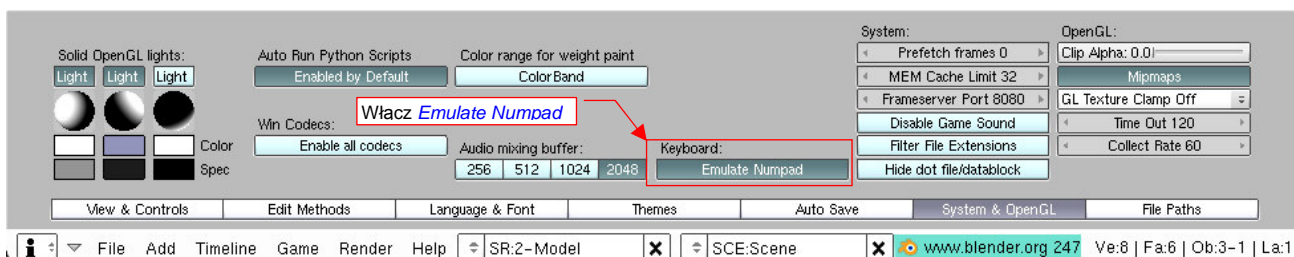 System:
OpenGL:
Solid OpenGL lights:
Auto Run Python Scripts
Color range for weight paint
Prefetch frames 0
Clip Alpha: 0.0
Light
Light
Light
Enabled by Default
ColorBand
MEM Cache Limit 32
Mipmaps
Włacz Emulate Numpad
Frameserver Port 8080
GL Texture Clamp Off
Win Codecs:
Disable Game Sound
Time Out 120
Color
Enable all codecs
Audio mixing buffer:
Keyboard:
Filter File Extensions
Collect Rate 60
Spec
256
512
1024
2048
Emulate Numpad
Hide dot file/datablock
View & Controls
Edit Methods
Language & Font
Themes
Auto Save
System & OpenGL
File Paths
File
Add
Timeline
Game
Render
Help
SR:2-Model
SCE:Scene
www.blender.org 247
Ve:8 | Fa:6 | Ob:3-1 | La:1